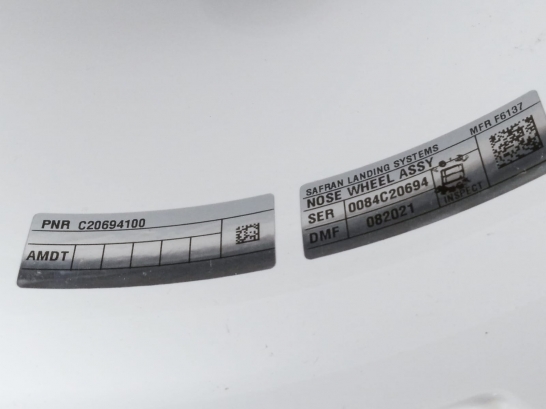 PNR C20694100
AMDT
SAFRAN LANDING SYSTEMS
MFR F6137
NOSE WHEEL ASSY
SER 0084C20694
DMF 082021
INSPECT